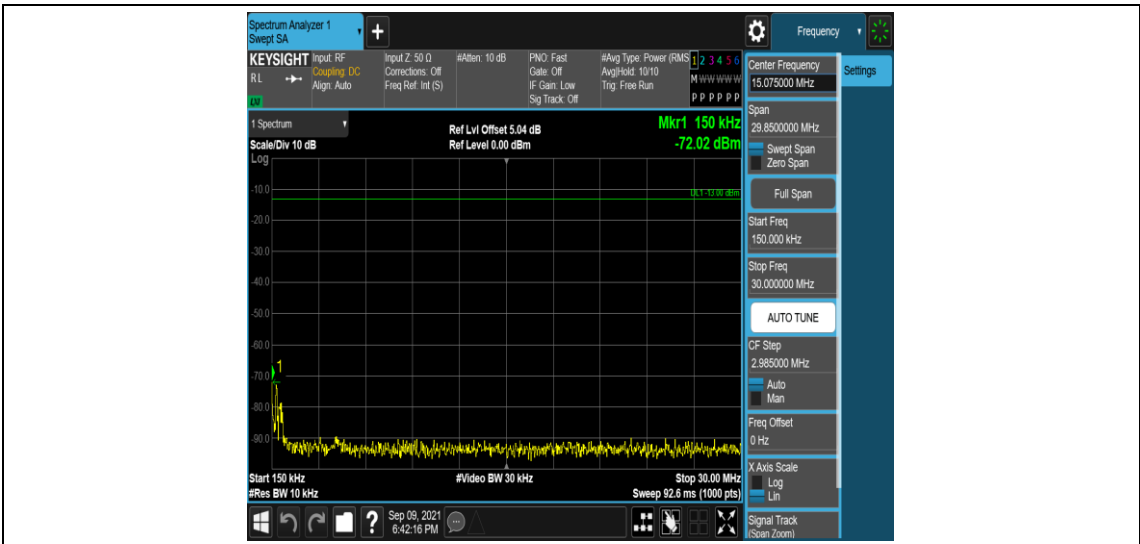 Spectrum Analyzer 1
Swept SA
+
Frequency
KEYSIGHT
RL
LXI
Input: RF
Coupling: DC
Align: Auto
Input Z: 50 Ω
Corrections: Off
Freq Ref: Int (S)
#Atten: 10 dB
PNO: Fast
Gate: Off
IF Gain: Low
Sig Track: Off
#Avg Type: Power (RMS
Avg|Hold: 10/10
Trig: Free Run
1 2 3 4 5 6
M W W W W W
P P P P P P
1 Spectrum
Scale/Div 10 dB
Ref Lvl Offset 5.04 dB
Ref Level 0.00 dBm
Mkr1 150 kHz
-72.02 dBm
Log
DL1 -13.00 dBm
-10.0
-20.0
-30.0
-40.0
-50.0
-60.0
-70.0
-80.0
-90.0
1
Start 150 kHz
#Res BW 10 kHz
#Video BW 30 kHz
Stop 30.00 MHz
Sweep 92.6 ms (1000 pts)
?
Sep 09, 2021
6:42:16 PM
Center Frequency
15.075000 MHz
Settings
Span
29.8500000 MHz
Swept Span
Zero Span
Full Span
Start Freq
150.000 kHz
Stop Freq
30.000000 MHz
AUTO TUNE
CF Step
2.985000 MHz
Auto
Man
Freq Offset
0 Hz
X Axis Scale
Log
Lin
Signal Track
(Span Zoom)